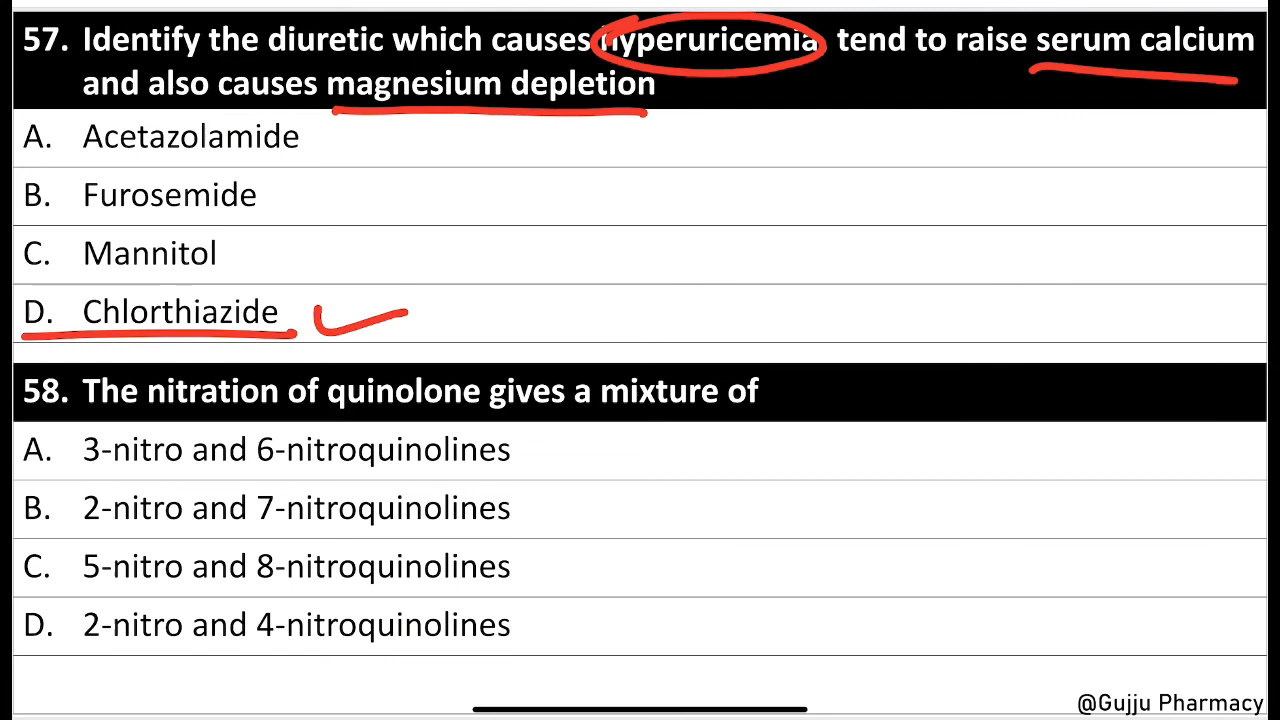 57. Identify the diuretic which causes hyperuricemia tend to raise serum calcium
and also causes magnesium depletion
A. Acetazolamide
B. Furosemide
C. Mannitol
D. Chlorthiazide
58. The nitration of quinolone gives a mixture of
A. 3-nitro and 6-nitroquinolines
B. 2-nitro and 7-nitroquinolines
C. 5-nitro and 8-nitroquinolines
D. 2-nitro and 4-nitroquinolines
@Gujju Pharmacy